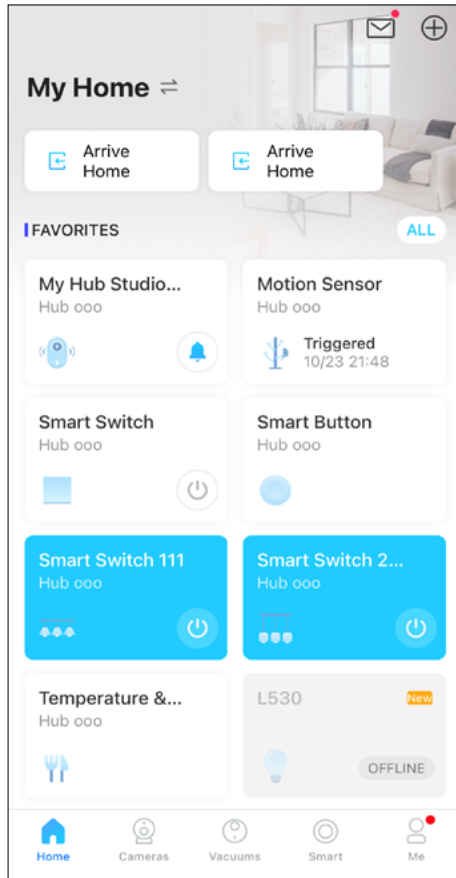 My Home
Arrive
Home
Arrive
Home
FAVORITES
ALL
My Hub Studio...
Hub ooo
Motion Sensor
Hub ooo
Triggered
10/23 21:48
Smart Switch
Hub ooo
Smart Button
Hub ooo
Smart Switch 111
Hub ooo
Smart Switch 2...
Hub ooo
Temperature &...
Hub ooo
L530
New
OFFLINE
Home
Cameras
Vacuums
Smart
Me